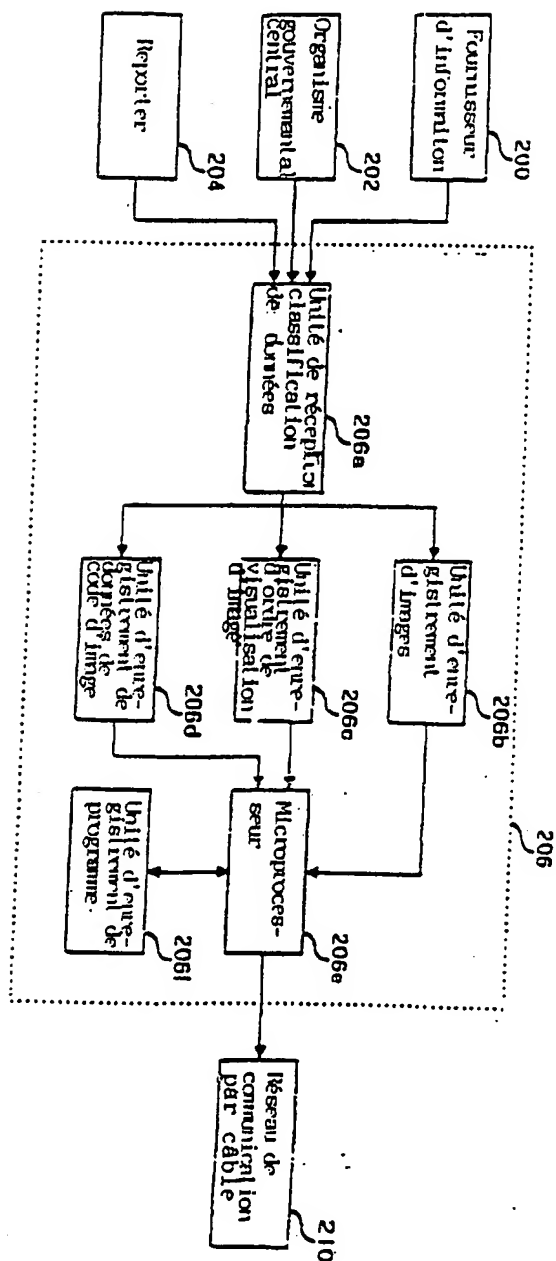 Fournisseur
d'informiton
200
Organisme
gouvernemantal
central
202
Reporter
204
Unité de réception
classification
de données
206a
Unité d'enre-
gistrement
d'images
206b
Unité d'enre-
gistrement
d'ordre de
visualisation
d'image
206c
Unité d'enre-
gistrement de
données de
code d'image
206d
Microproces-
seur
206e
Unité d'enre-
gistrement de
programme.
206f
206
Réseau de
communication
par câble
210